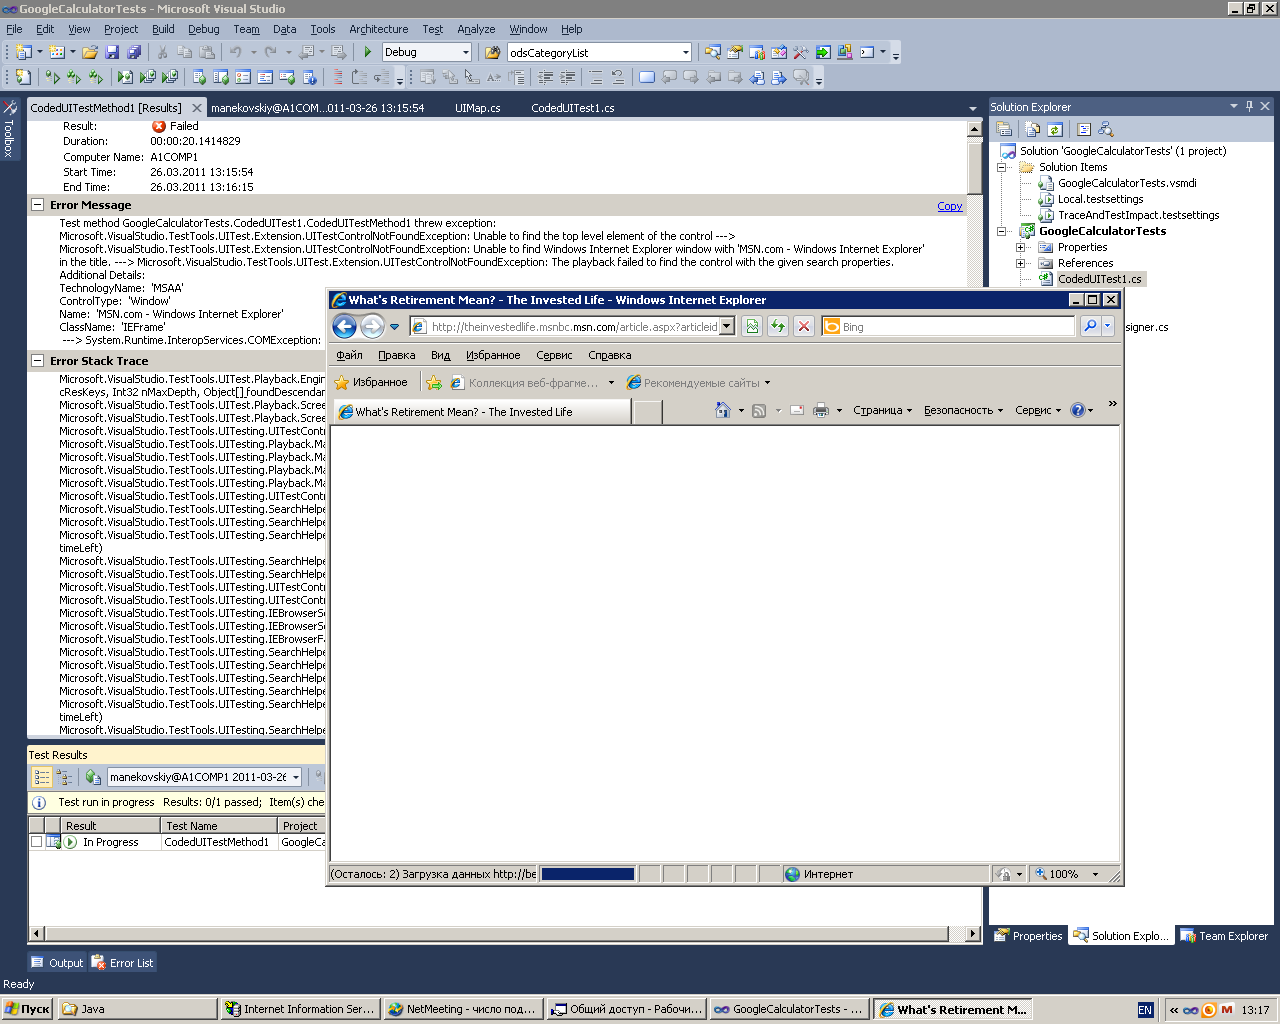 GoogleCalculatorTests - Microsoft Visual Studio
File Edit View Project Build Debug Team Data Tools Architecture Test Analyze Window Help
Debug odsCategoryList
CodedUITestMethod1 [Results] manekovskiy@A1COM...011-03-26 13:15:54 UIMap.cs CodedUITest1.cs
Toolbox
Result: Failed
Duration: 00:00:20.1414829
Computer Name: A1COMP1
Start Time: 26.03.2011 13:15:54
End Time: 26.03.2011 13:16:15
Error Message Copy
Test method GoogleCalculatorTests.CodedUITest1.CodedUITestMethod1 threw exception:
Microsoft.VisualStudio.TestTools.UITest.Extension.UITestControlNotFoundException: Unable to find the top level element of the control --->
Microsoft.VisualStudio.TestTools.UITest.Extension.UITestControlNotFoundException: Unable to find Windows Internet Explorer window with 'MSN.com - Windows Internet Explorer'
in the title. ---> Microsoft.VisualStudio.TestTools.UITest.Extension.UITestControlNotFoundException: The playback failed to find the control with the given search properties.
Additional Details:
TechnologyName: 'MSAA'
ControlType: 'Window'
Name: 'MSN.com - Windows Internet Explorer'
ClassName: 'IEFrame'
---> System.Runtime.InteropServices.COMException:
Error Stack Trace
Microsoft.VisualStudio.TestTools.UITest.Playback.Engin
cResKeys, Int32 nMaxDepth, Object[] foundDescendar
Microsoft.VisualStudio.TestTools.UITest.Playback.Scree
Microsoft.VisualStudio.TestTools.UITest.Playback.Scree
Microsoft.VisualStudio.TestTools.UITesting.UITestContr
Microsoft.VisualStudio.TestTools.UITesting.Playback.Ma
Microsoft.VisualStudio.TestTools.UITesting.Playback.Ma
Microsoft.VisualStudio.TestTools.UITesting.Playback.Ma
Microsoft.VisualStudio.TestTools.UITesting.Playback.Ma
Microsoft.VisualStudio.TestTools.UITesting.UITestContr
Microsoft.VisualStudio.TestTools.UITesting.SearchHelpe
Microsoft.VisualStudio.TestTools.UITesting.SearchHelpe
Microsoft.VisualStudio.TestTools.UITesting.SearchHelpe
timeLeft)
Microsoft.VisualStudio.TestTools.UITesting.SearchHelpe
Microsoft.VisualStudio.TestTools.UITesting.SearchHelpe
Microsoft.VisualStudio.TestTools.UITesting.UITestContr
Microsoft.VisualStudio.TestTools.UITesting.UITestContr
Microsoft.VisualStudio.TestTools.UITesting.IEBrowserSe
Microsoft.VisualStudio.TestTools.UITesting.IEBrowserSe
Microsoft.VisualStudio.TestTools.UITesting.IEBrowserFa
Microsoft.VisualStudio.TestTools.UITesting.SearchHelpe
Microsoft.VisualStudio.TestTools.UITesting.SearchHelpe
Microsoft.VisualStudio.TestTools.UITesting.SearchHelpe
Microsoft.VisualStudio.TestTools.UITesting.SearchHelpe
timeLeft)
Microsoft.VisualStudio.TestTools.UITesting.SearchHelpe
Solution Explorer
Solution 'GoogleCalculatorTests' (1 project)
Solution Items
GoogleCalculatorTests.vsmdi
Local.testsettings
TraceAndTestImpact.testsettings
GoogleCalculatorTests
Properties
References
CodedUITest1.cs
signer.cs
What's Retirement Mean? - The Invested Life - Windows Internet Explorer
http://theinvestedlife.msnbc.msn.com/article.aspx?articleid Bing
Файл Правка Вид Избранное Сервис Справка
Избранное Коллекция веб-фрагме... Рекомендуемые сайты
What's Retirement Mean? - The Invested Life Страница Безопасность Сервис »
(Осталось: 2) Загрузка данных http://be Интернет 100%
Test Results
manekovskiy@A1COMP1 2011-03-26
Test run in progress Results: 0/1 passed; Item(s) che
Result Test Name Project
In Progress CodedUITestMethod1 GoogleCa
Properties Solution Explo... Team Explorer
Output Error List
Ready
Пуск Java Internet Information Ser... NetMeeting - число под... Общий доступ - Рабочи... GoogleCalculatorTests - ... What's Retirement M... EN « 13:17